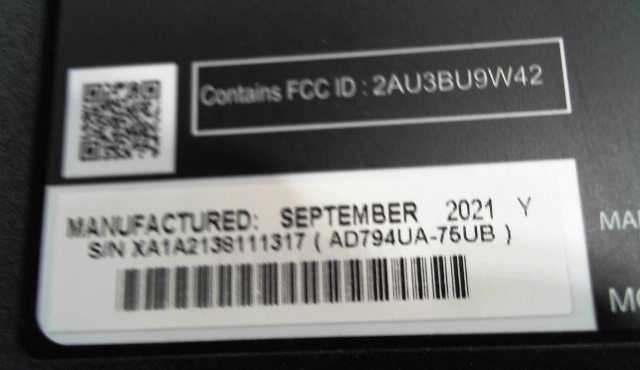 Contains FCC ID : 2AU3BU9W42
MANUFACTURED: SEPTEMBER 2021 Y
S/N XA1A2138111317 ( AD794UA-75UB )